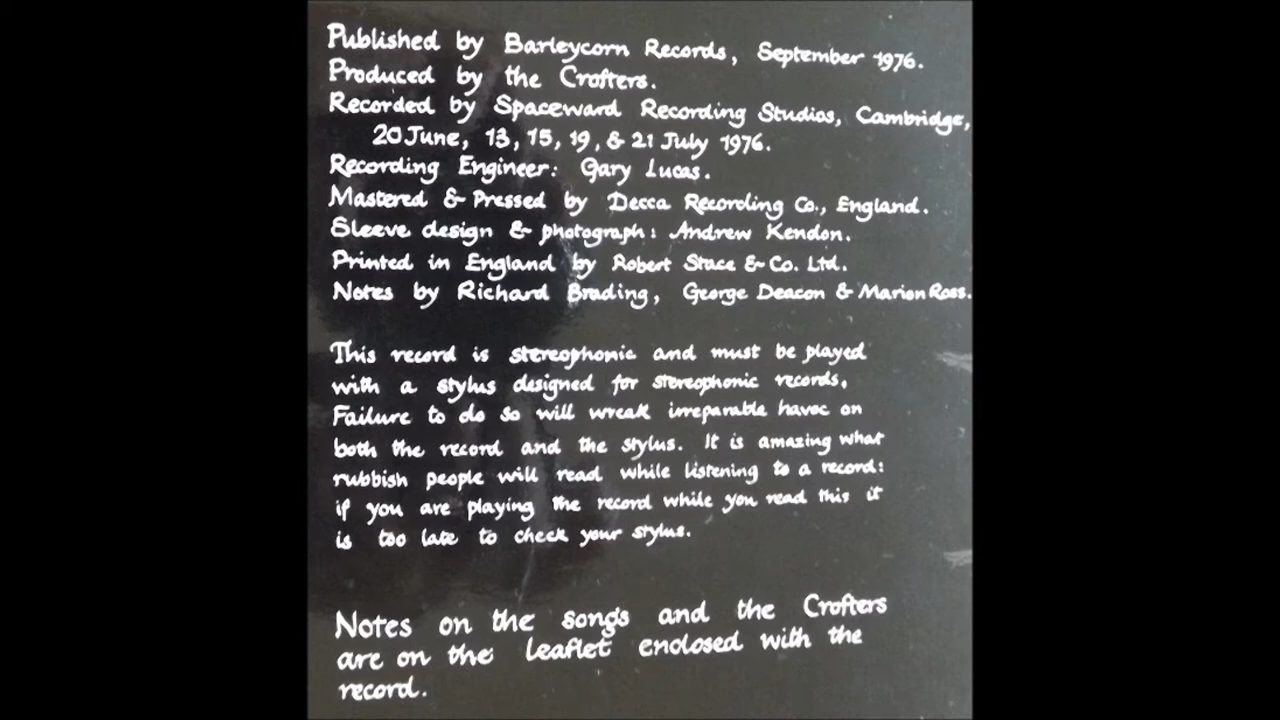 Published by Barleycorn Records, September 1976.
Produced by the Crofters.
Recorded by Spaceward Recording Studios, Cambridge,
20 June, 13, 15, 19, & 21 July 1976.
Recording Engineer: Gary Lucas.
Mastered & Pressed by Decca Recording Co., England.
Sleeve design & photograph: Andrew Kendon.
Printed in England by Robert Stace & Co. Ltd.
Notes by Richard Brading, George Deacon & Marion Ross.
This record is stereophonic and must be played
with a stylus designed for stereophonic records.
Failure to do so will wreak irreparable havoc on
both the record and the stylus. It is amazing what
rubbish people will read while listening to a record:
if you are playing the record while you read this it
is too late to check your stylus.
Notes on the songs and the Crofters
are on the leaflet enclosed with the
record.